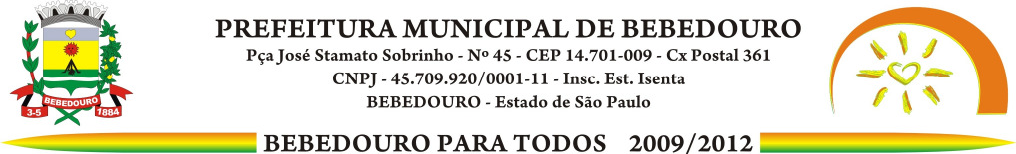 PREFEITURA MUNICIPAL DE BEBEDOURO
Pça José Stamato Sobrinho - Nº 45 - CEP 14.701-009 - Cx Postal 361
CNPJ - 45.709.920/0001-11 - Insc. Est. Isenta
BEBEDOURO - Estado de São Paulo
BEBEDOURO
3-5 1884
BEBEDOURO PARA TODOS 2009/2012